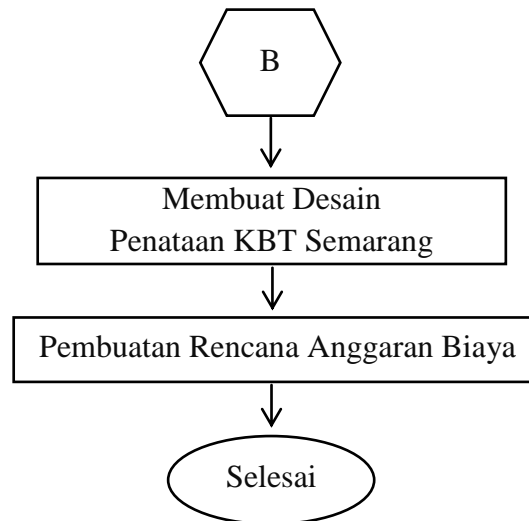 B
Membuat Desain
Penataan KBT Semarang
Pembuatan Rencana Anggaran Biaya
Selesai